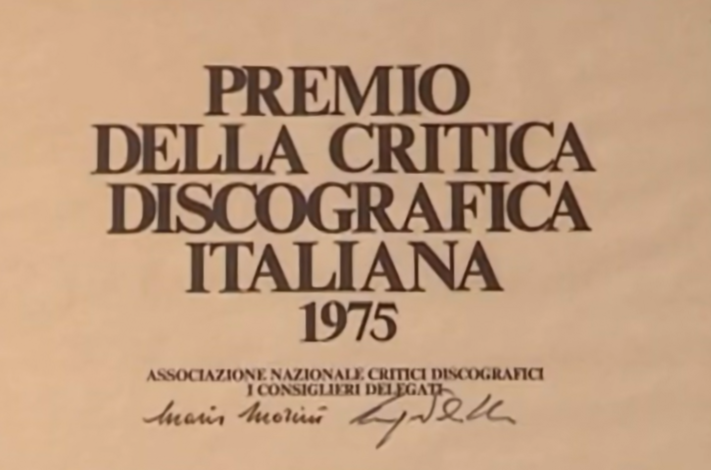 PREMIO
DELLA CRITICA
DISCOGRAFICA
ITALIANA
1975
ASSOCIAZIONE NAZIONALE CRITICI DISCOGRAFICI
I CONSIGLIERI DELEGATI